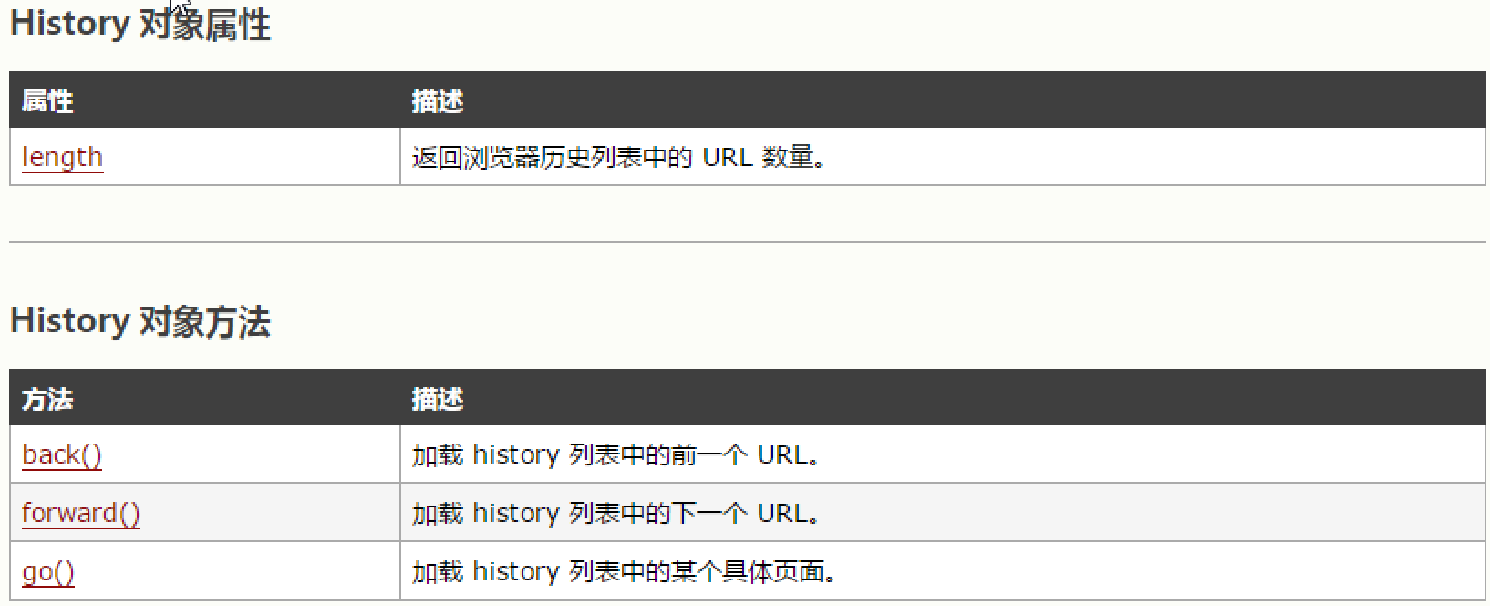 History 对象属性
属性 描述
length 返回浏览器历史列表中的 URL 数量。
History 对象方法
方法 描述
back() 加载 history 列表中的前一个 URL。
forward() 加载 history 列表中的下一个 URL。
go() 加载 history 列表中的某个具体页面。